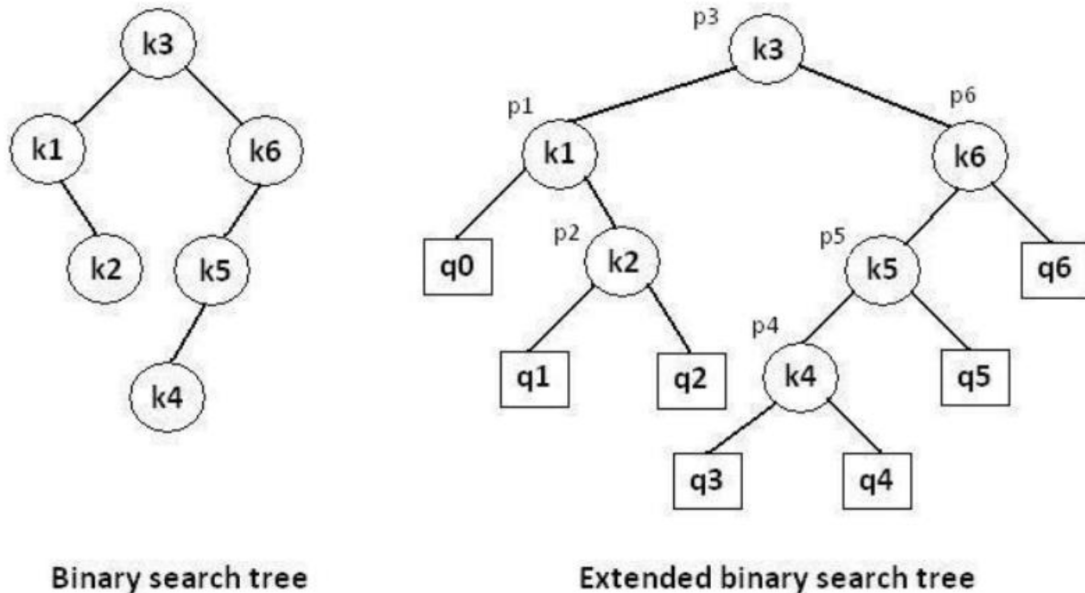 k3
k1
k6
k2
k5
k4
Binary search tree
p3
k3
p1
p6
k1
k6
p2
p5
q0
k2
k5
q6
p4
q1
q2
k4
q5
q3
q4
Extended binary search tree